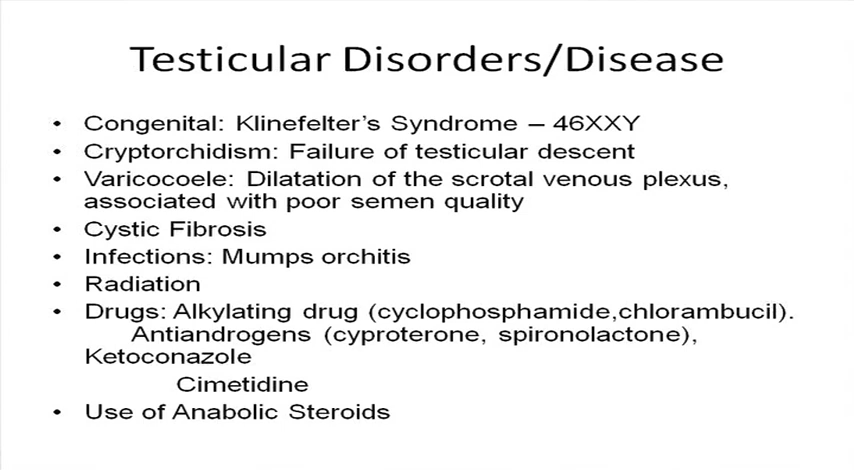 Testicular Disorders/Disease
• Congenital: Klinefelter's Syndrome – 46XXY
• Cryptorchidism: Failure of testicular descent
• Varicocoele: Dilatation of the scrotal venous plexus,
associated with poor semen quality
• Cystic Fibrosis
• Infections: Mumps orchitis
• Radiation
• Drugs: Alkylating drug (cyclophosphamide,chlorambucil).
Antiandrogens (cyproterone, spironolactone),
Ketoconazole
Cimetidine
• Use of Anabolic Steroids